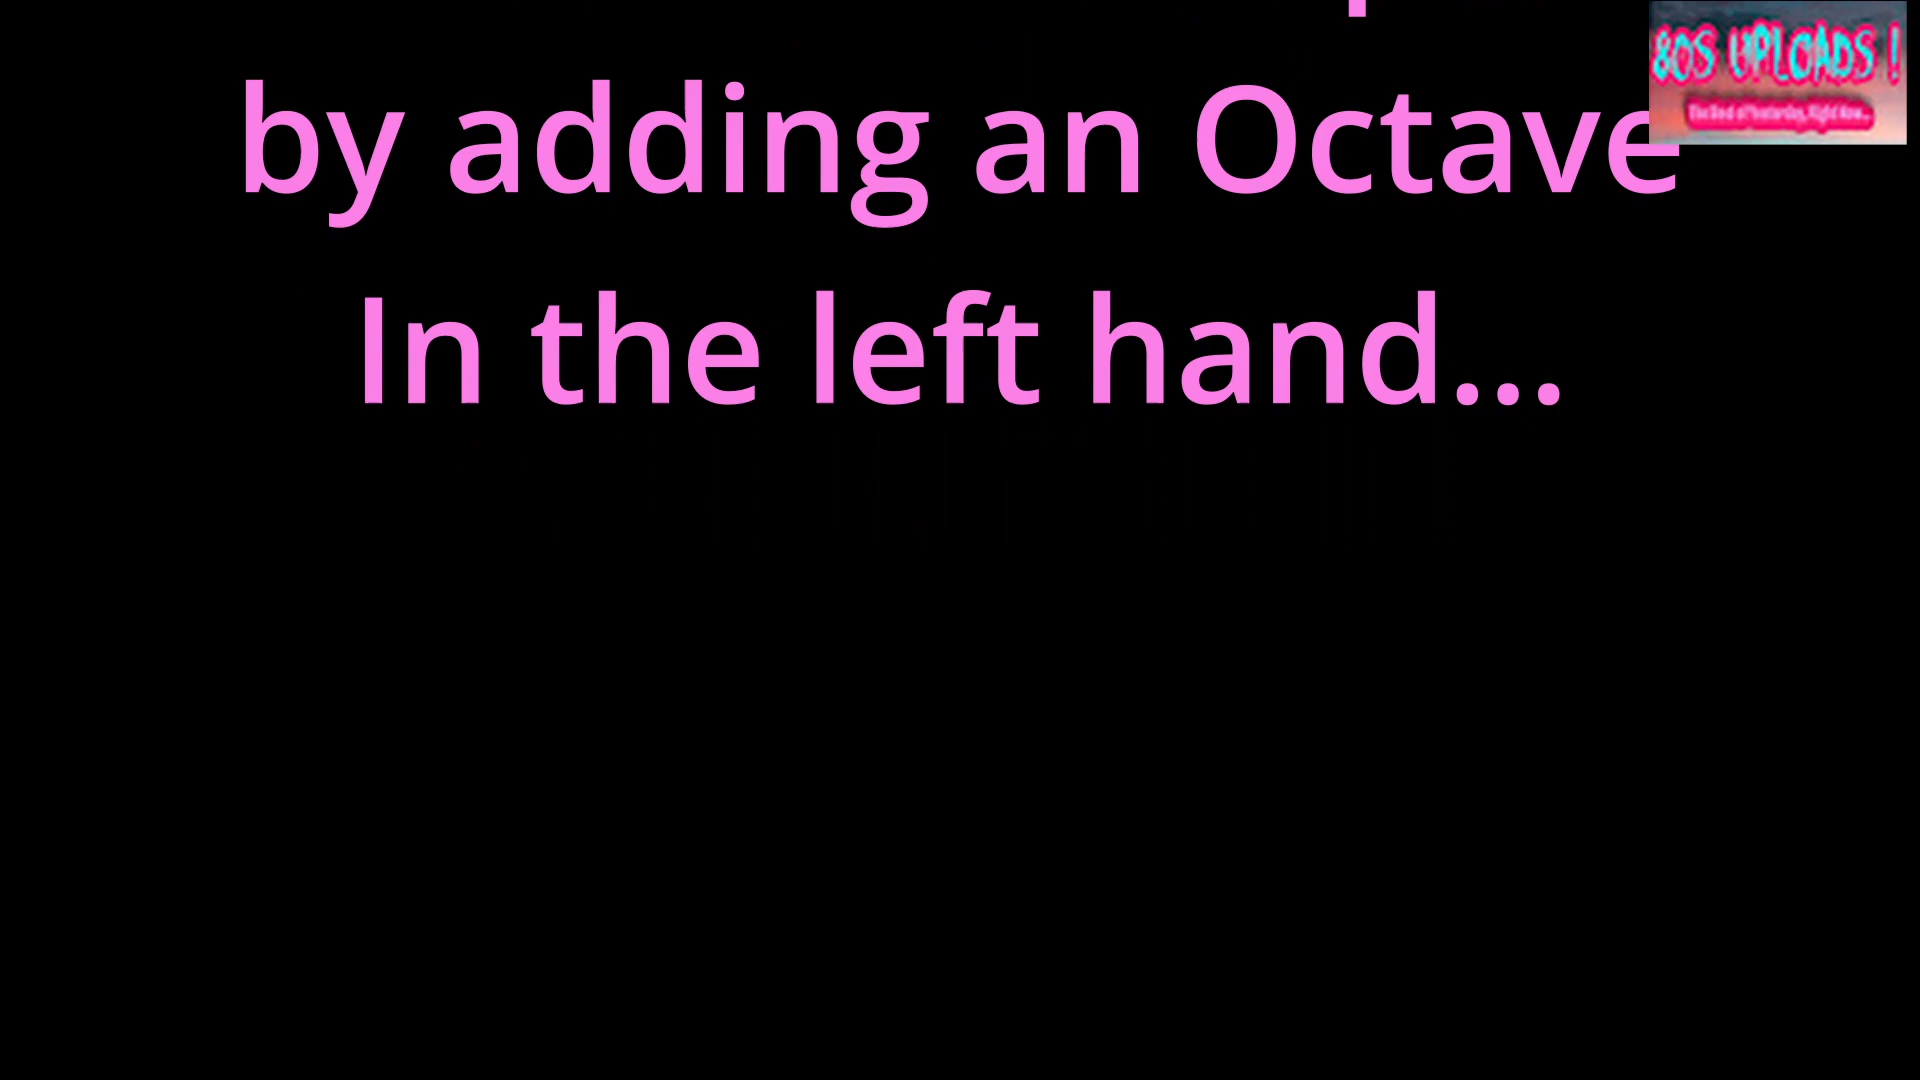 80S UPLOADS !
by adding an Octave
In the left hand...